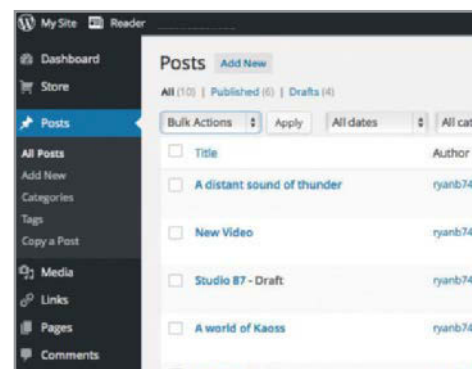 My Site Reader
Dashboard
Store
Posts
All Posts
Add New
Categories
Tags
Copy a Post
Media
Links
Pages
Comments
Posts Add New
All (10) | Published (6) | Drafts (4)
Bulk Actions Apply All dates All cat
Title Author
A distant sound of thunder ryanb74
New Video ryanb74
Studio 87 - Draft ryanb74
A world of Kaoss ryanb74